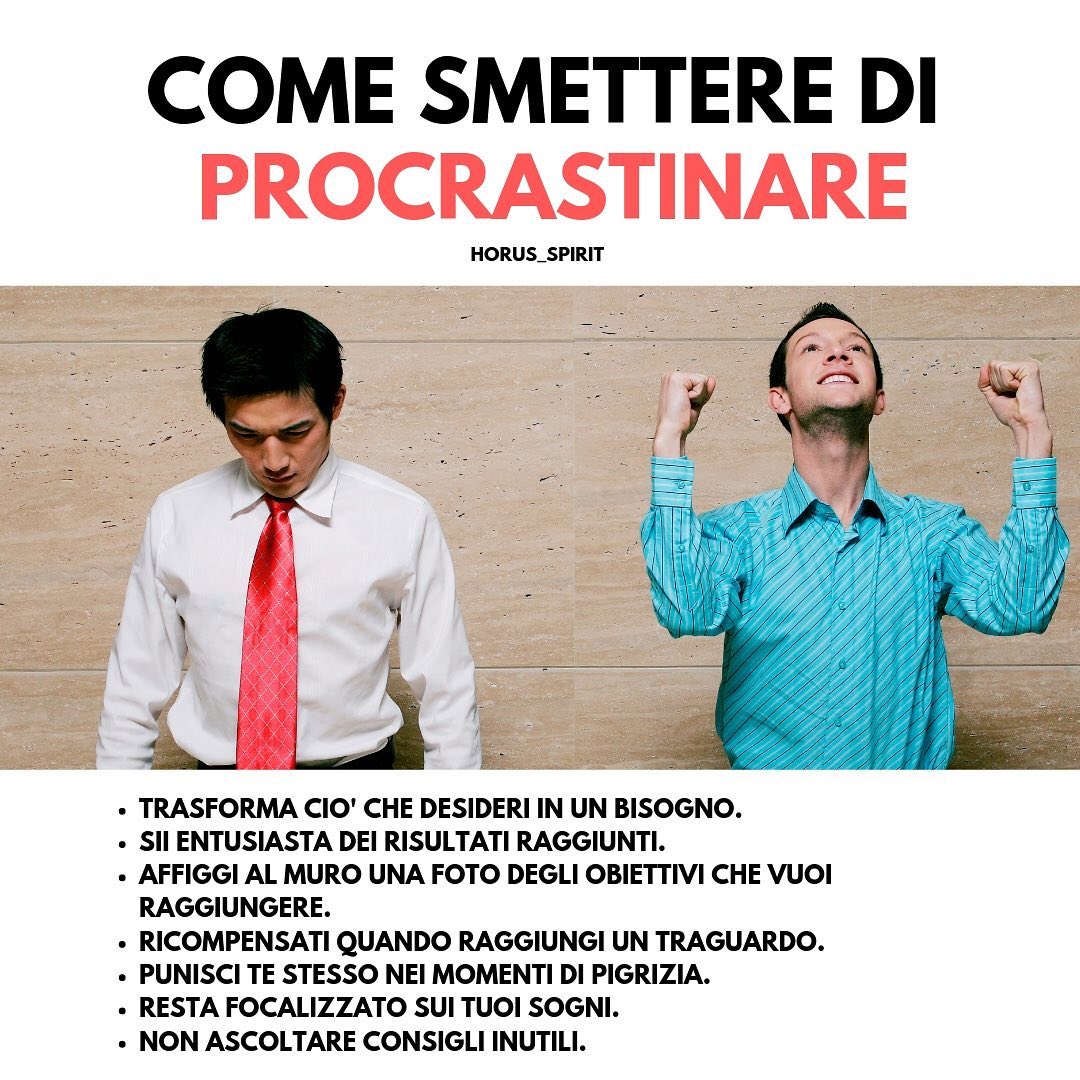 COME SMETTERE DI
PROCRASTINARE
HORUS_SPIRIT
• TRASFORMA CIO' CHE DESIDERI IN UN BISOGNO.
• SII ENTUSIASTA DEI RISULTATI RAGGIUNTI.
• AFFIGGI AL MURO UNA FOTO DEGLI OBIETTIVI CHE VUOI
RAGGIUNGERE.
• RICOMPENSATI QUANDO RAGGIUNGI UN TRAGUARDO.
• PUNISCI TE STESSO NEI MOMENTI DI PIGRIZIA.
• RESTA FOCALIZZATO SUI TUOI SOGNI.
• NON ASCOLTARE CONSIGLI INUTILI.